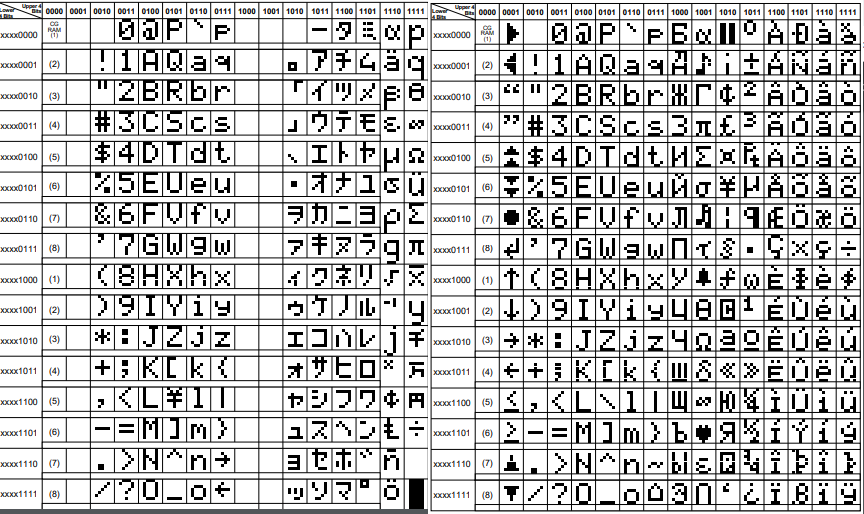 Lower 4 Bits Upper 4 Bits 0000 0001 0010 0011 0100 0101 0110 0111 1000 1001 1010 1011 1100 1101 1110 1111
xxxx0000 CG RAM (1) 0 @ P ` p ー タ ミ α p
xxxx0001 (2) ! 1 A Q a q 。 ア チ ム ä q
xxxx0010 (3) " 2 B R b r 「 イ ツ メ β θ
xxxx0011 (4) # 3 C S c s 」 ウ テ モ ε ∞
xxxx0100 (5) $ 4 D T d t 、 エ ト ヤ μ Ω
xxxx0101 (6) % 5 E U e u ・ オ ナ ユ σ ü
xxxx0110 (7) & 6 F V f v ヲ カ ニ ヨ ρ Σ
xxxx0111 (8) ' 7 G W g w ァ キ ヌ ラ g π
xxxx1000 (1) ( 8 H X h x ィ ク ネ リ √ x̄
xxxx1001 (2) ) 9 I Y i y ゥ ケ ノ ル ⁻¹ y
xxxx1010 (3) * : J Z j z ェ コ ハ レ j 千
xxxx1011 (4) + ; K [ k { ォ サ ヒ ロ ˣ 万
xxxx1100 (5) , < L ¥ l | ャ シ フ ワ ¢ 円
xxxx1101 (6) - = M ] m } ュ ス ヘ ン £ ÷
xxxx1110 (7) . > N ^ n → ョ セ ホ ゛ ñ
xxxx1111 (8) / ? O _ o ← ッ ソ マ ゜ ö █
Lower 4 Bits Upper 4 Bits 0000 0001 0010 0011 0100 0101 0110 0111 1000 1001 1010 1011 1100 1101 1110 1111
xxxx0000 CG RAM (1) ▶ 0 @ P ` p Б α ° À Ð à ð
xxxx0001 (2) ◀ ! 1 A Q a q Д ♪ ¡ ± Á Ñ á ñ
xxxx0010 (3) “ " 2 B R b r Ж Γ ¢ ² Â Ò â ò
xxxx0011 (4) ” # 3 C S c s З π £ ³ Ã Ó ã ó
xxxx0100 (5) $ 4 D T d t И Σ ¤ ₧ Ä Ô ä ô
xxxx0101 (6) % 5 E U e u Й σ ¥ µ Å Õ å õ
xxxx0110 (7) ● & 6 F V f v Л ♬ ¦ ¶ Æ Ö æ ö
xxxx0111 (8) ↵ ' 7 G W g w П τ § · Ç × ç ÷
xxxx1000 (1) ↑ ( 8 H X h x У ƒ ω È è
xxxx1001 (2) ↓ ) 9 I Y i y Ц Θ © ¹ É Ù é ù
xxxx1010 (3) → * : J Z j z Ч Ω ª º Ê Ú ê ú
xxxx1011 (4) ← + ; K [ k { Ш δ « » Ë Û ë û
xxxx1100 (5) ≤ , < L \ l | Щ ∞ Ю ¼ Ì Ü ì ü
xxxx1101 (6) ≥ - = M ] m } Ъ ♥ Я ½ Í Ý í ý
xxxx1110 (7) ▲ . > N ^ n ~ Ы ε ¾ Î Þ î þ
xxxx1111 (8) ▼ / ? O _ o ⌂ Э ∩ ‘ ¿ Ï ß ï ÿ